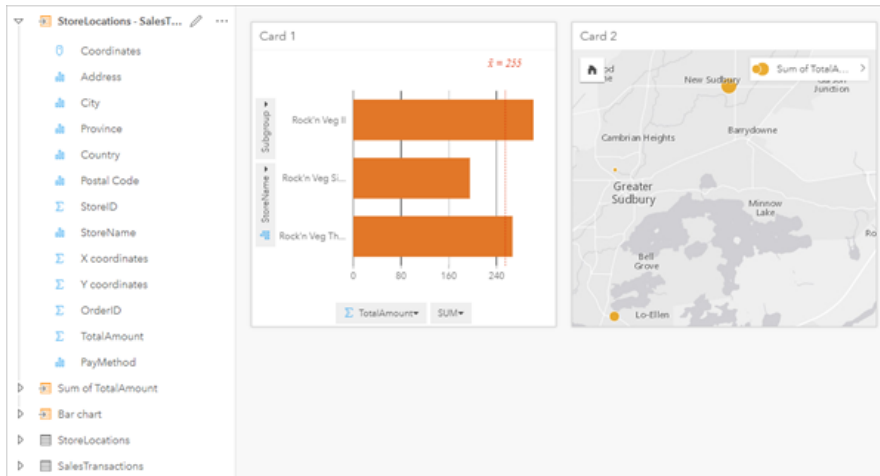 StoreLocations - SalesT...
Coordinates
Address
City
Province
Country
Postal Code
StoreID
StoreName
X coordinates
Y coordinates
OrderID
TotalAmount
PayMethod
Sum of TotalAmount
Bar chart
StoreLocations
SalesTransactions
Card 1
x̄ = 255
Subgroup
StoreName
Rock'n Veg II
Rock'n Veg Si...
Rock'n Veg Th...
0 80 160 240
TotalAmount SUM
Card 2
Sum of TotalA...
New Sudbury
Junction
Cambrian Heights
Barrydowne
Greater
Sudbury
Minnow
Lake
Bell
Grove
Lo-Ellen